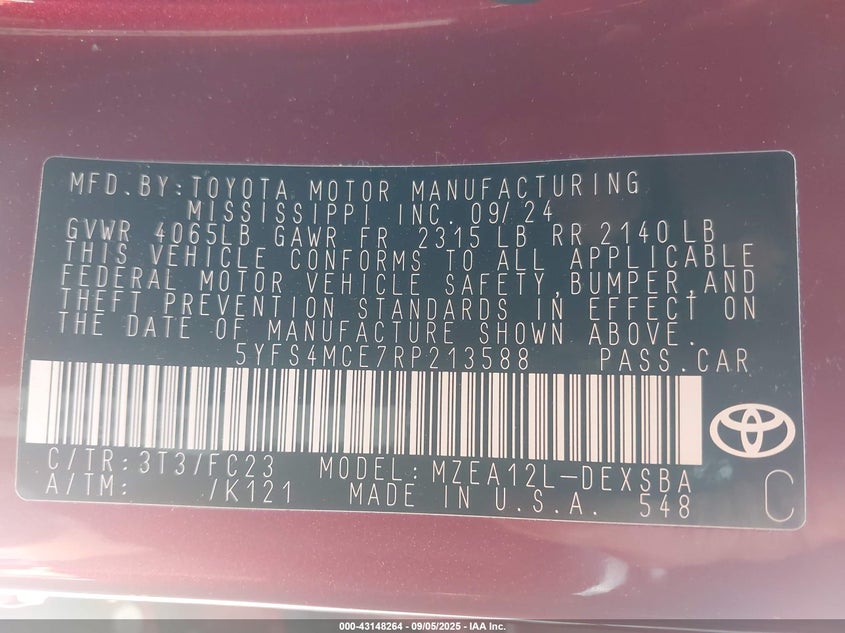 MFD.BY:TOYOTA MOTOR MANUFACTURING
MISSISSIPPI INC. 09/24
GVWR 4065LB GAWR FR 2315 LB RR 2140 LB
THIS VEHICLE CONFORMS TO ALL APPLICABLE
FEDERAL MOTOR VEHICLE SAFETY,BUMPER,AND
THEFT PREVENTION STANDARDS IN EFFECT ON
THE DATE OF MANUFACTURE SHOWN ABOVE.
5YFS4MCE7RP213588 PASS.CAR
C/TR:3T3/FC23 MODEL:MZEA12L-DEXSBA
A/TM: /K121 MADE IN U.S.A. 548
C
000-43148264 - 09/05/2025 - IAA Inc.